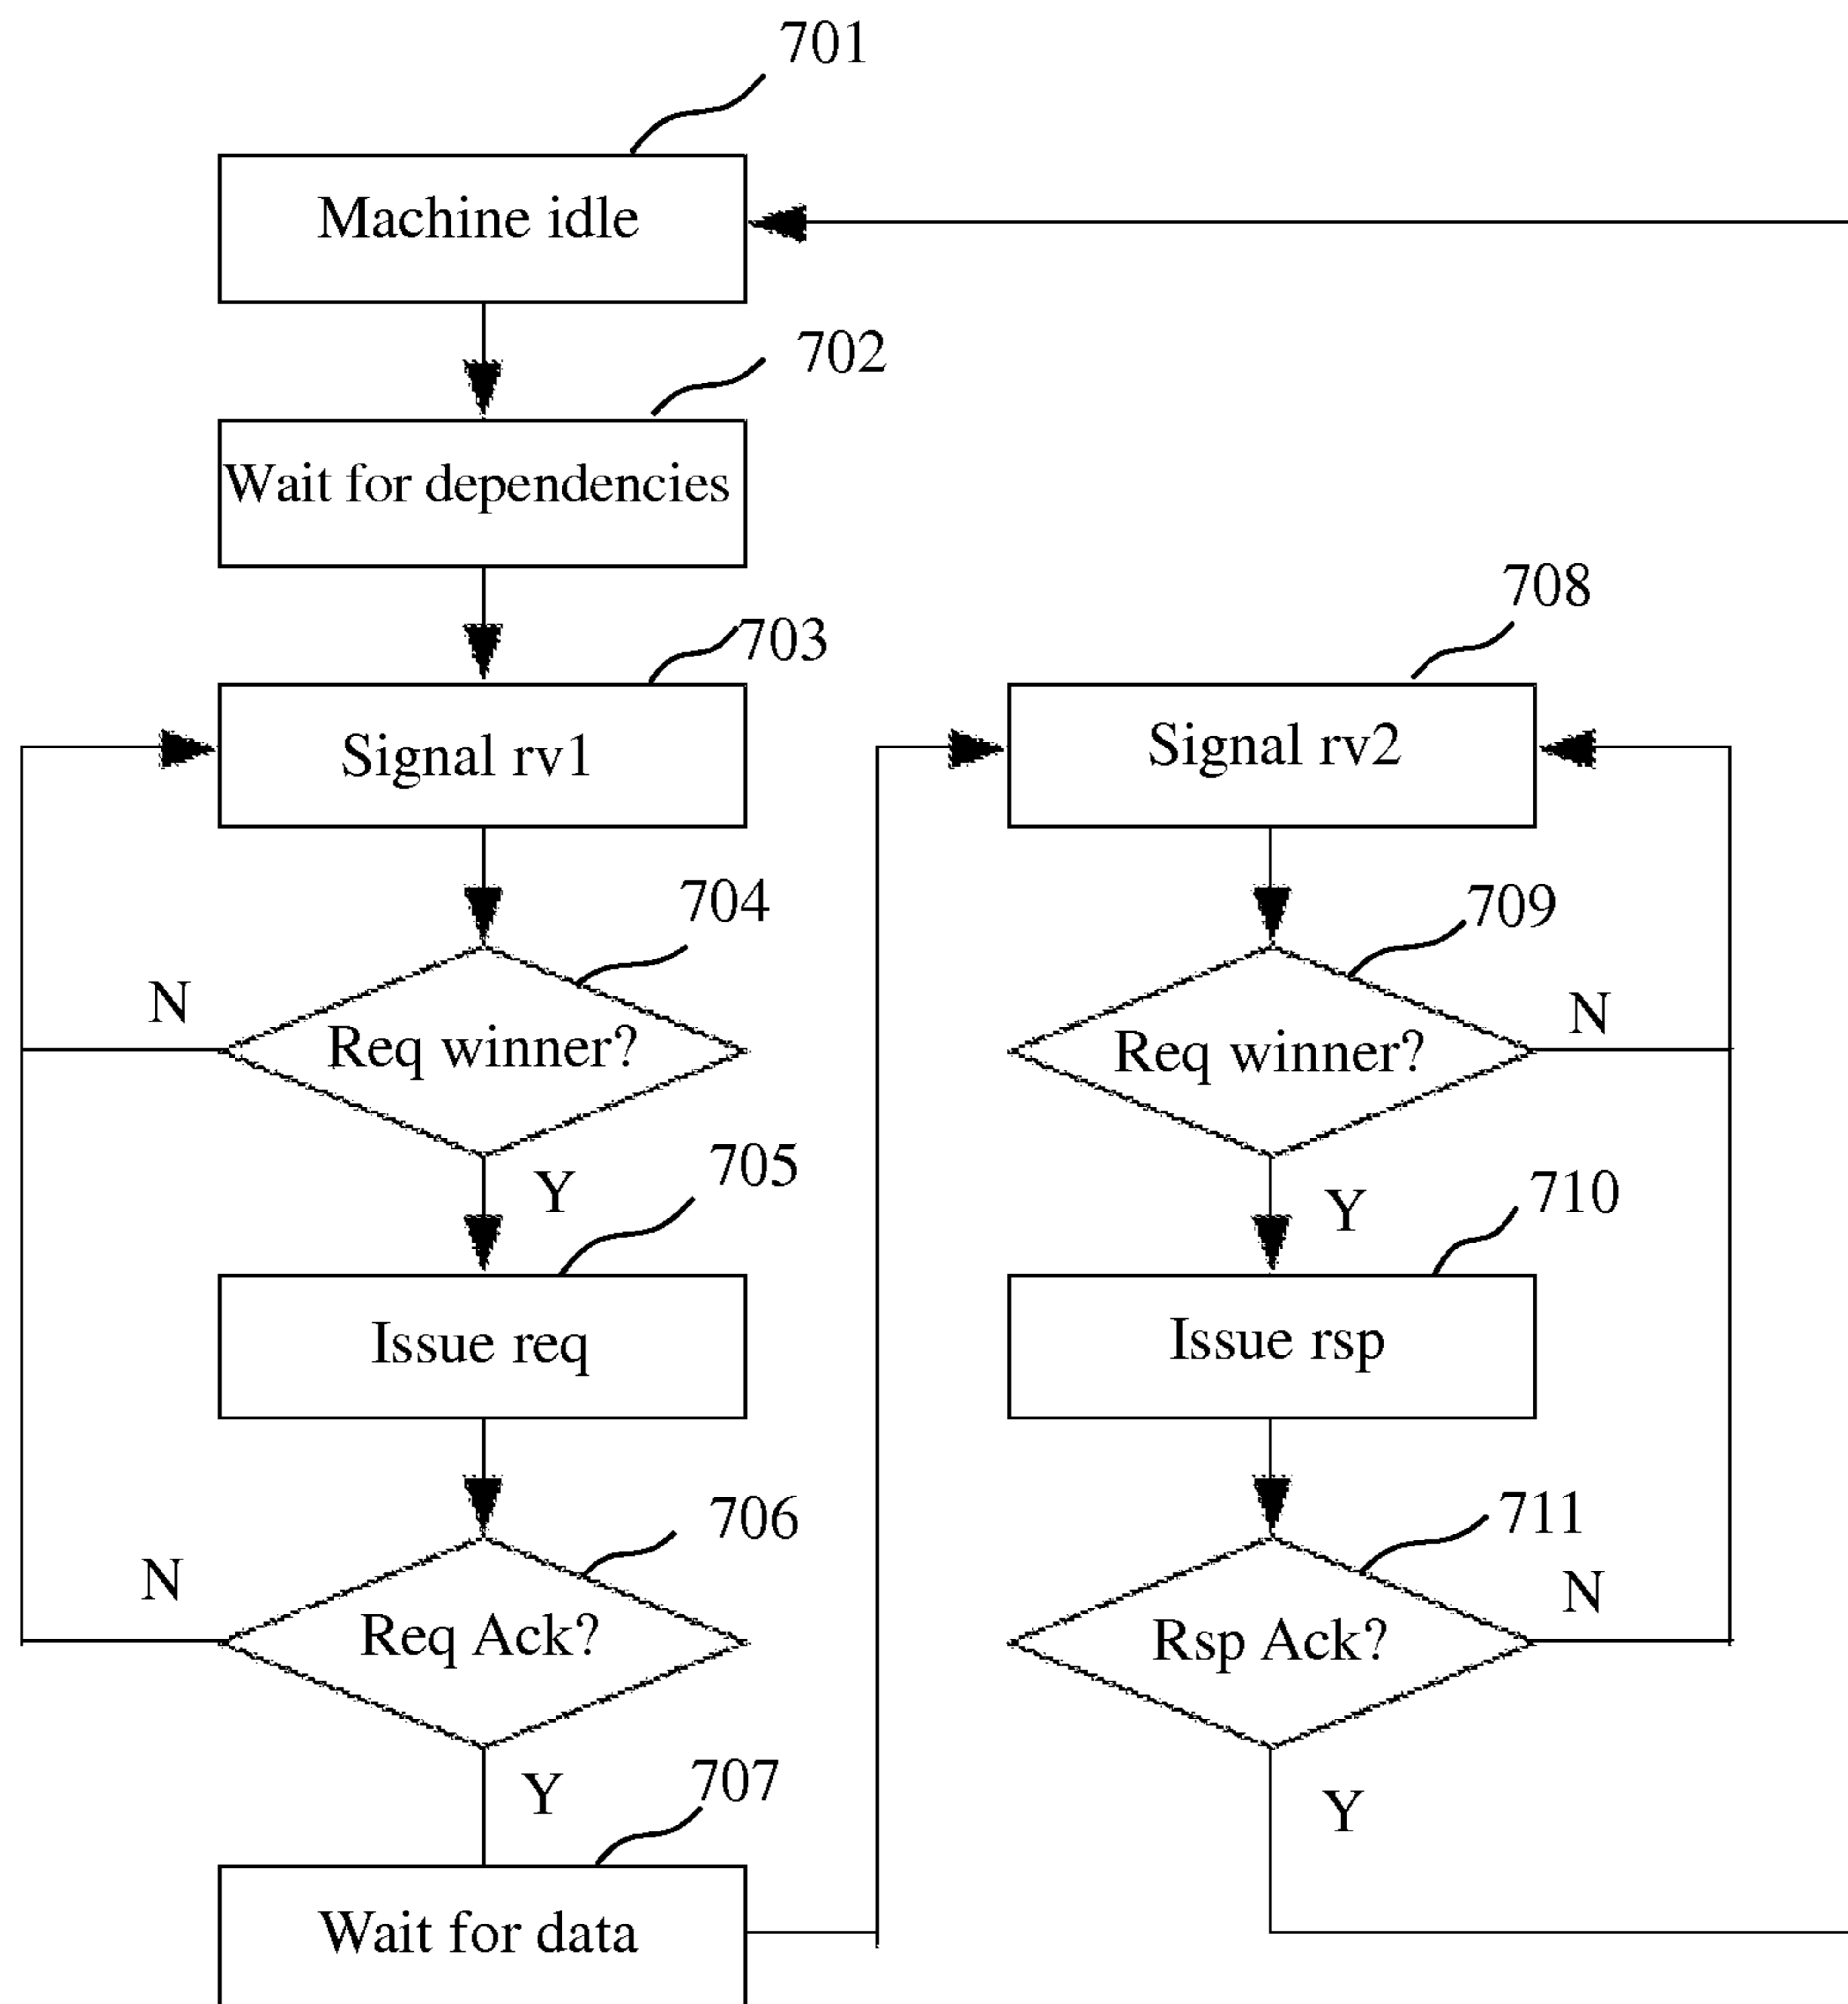 701
Machine idle
702
Wait for dependencies
703
Signal rv1
704
N
Req winner?
Y
705
Issue req
706
N
Req Ack?
Y
707
Wait for data
708
Signal rv2
709
N
Req winner?
Y
710
Issue rsp
711
N
Rsp Ack?
Y